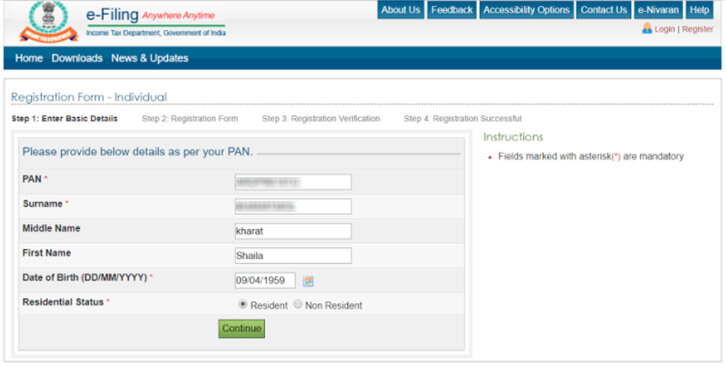 About Us Feedback Accessibility Options Contact Us e-Nivaran Help
e-Filing Anywhere Anytime
Income Tax Department, Government of India
Login | Register
Home Downloads News & Updates
Registration Form - Individual
Step 1: Enter Basic Details Step 2: Registration Form Step 3: Registration Verification Step 4: Registration Successful
Instructions
Fields marked with asterisk(*) are mandatory
Please provide below details as per your PAN.
PAN *
Surname *
Middle Name kharat
First Name Shaila
Date of Birth (DD/MM/YYYY) * 09/04/1959
Residential Status * Resident Non Resident
Continue